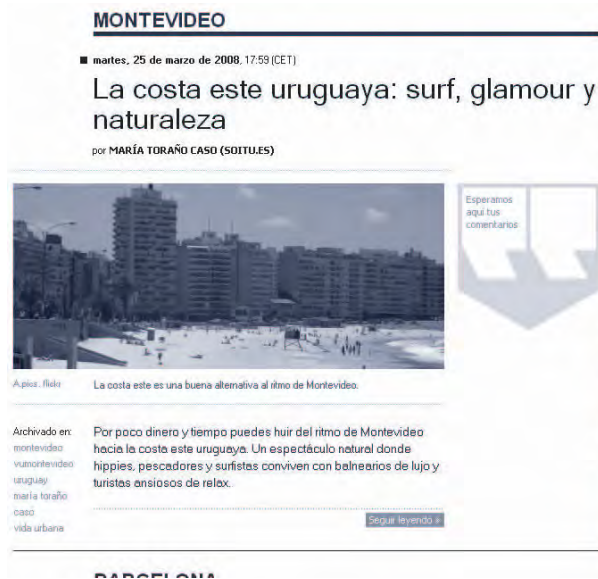 MONTEVIDEO
martes, 25 de marzo de 2008, 17:59 (CET)
La costa este uruguaya: surf, glamour y
naturaleza
por MARÍA TORAÑO CASO (SOITU.ES)
Esperamos
aquí tus
comentarios
A.pics. flickr
La costa este es una buena alternativa al ritmo de Montevideo.
Archivado en:
montevideo
vumontevideo
uruguay
maría toraño
caso
vida urbana
Por poco dinero y tiempo puedes huir del ritmo de Montevideo
hacia la costa este uruguaya. Un espectáculo natural donde
hippies, pescadores y surfistas conviven con balnearios de lujo y
turistas ansiosos de relax.
Seguir leyendo »
BARCELONA